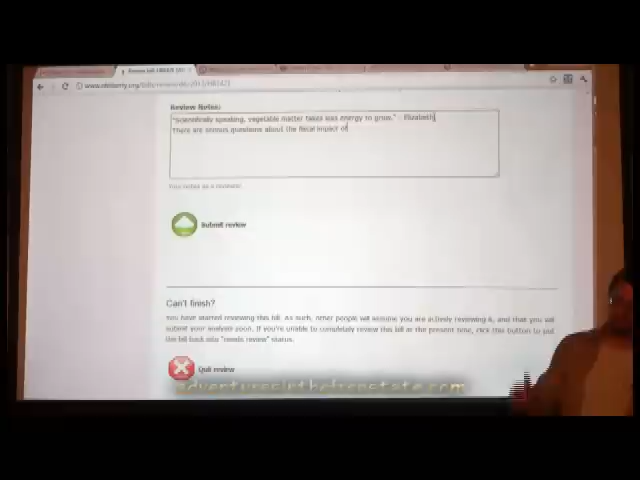 Review Notes:
"Scientifically speaking, vegetable matter takes less energy to grow." - Elizabeth
There are serious questions about the fiscal impact of
Your notes as a reviewer
Submit review
Can't finish?
You have started reviewing this bill. As such, other people will assume you are actively reviewing it, and that you will
submit your analysis soon. If you're unable to completely review this bill at the present time, click this button to put
the bill back into "needs review" status.
Quit review
adventuresinthefreestate.com